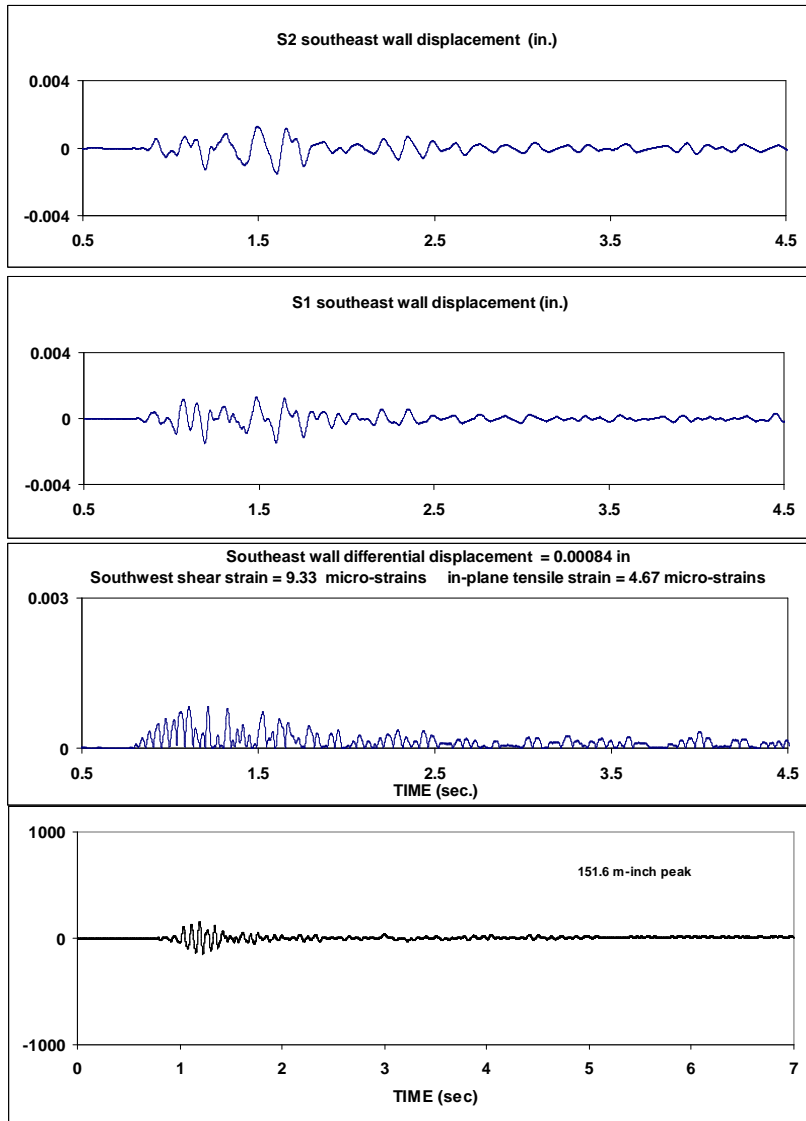 S2 southeast wall displacement (in.)
0.004
0
-0.004
0.5 1.5 2.5 3.5 4.5
S1 southeast wall displacement (in.)
0.004
0
-0.004
0.5 1.5 2.5 3.5 4.5
Southeast wall differential displacement = 0.00084 in
Southwest shear strain = 9.33 micro-strains in-plane tensile strain = 4.67 micro-strains
0.003
0
0.5 1.5 2.5 3.5 4.5
TIME (sec.)
1000
151.6 m-inch peak
0
-1000
0 1 2 3 4 5 6 7
TIME (sec)